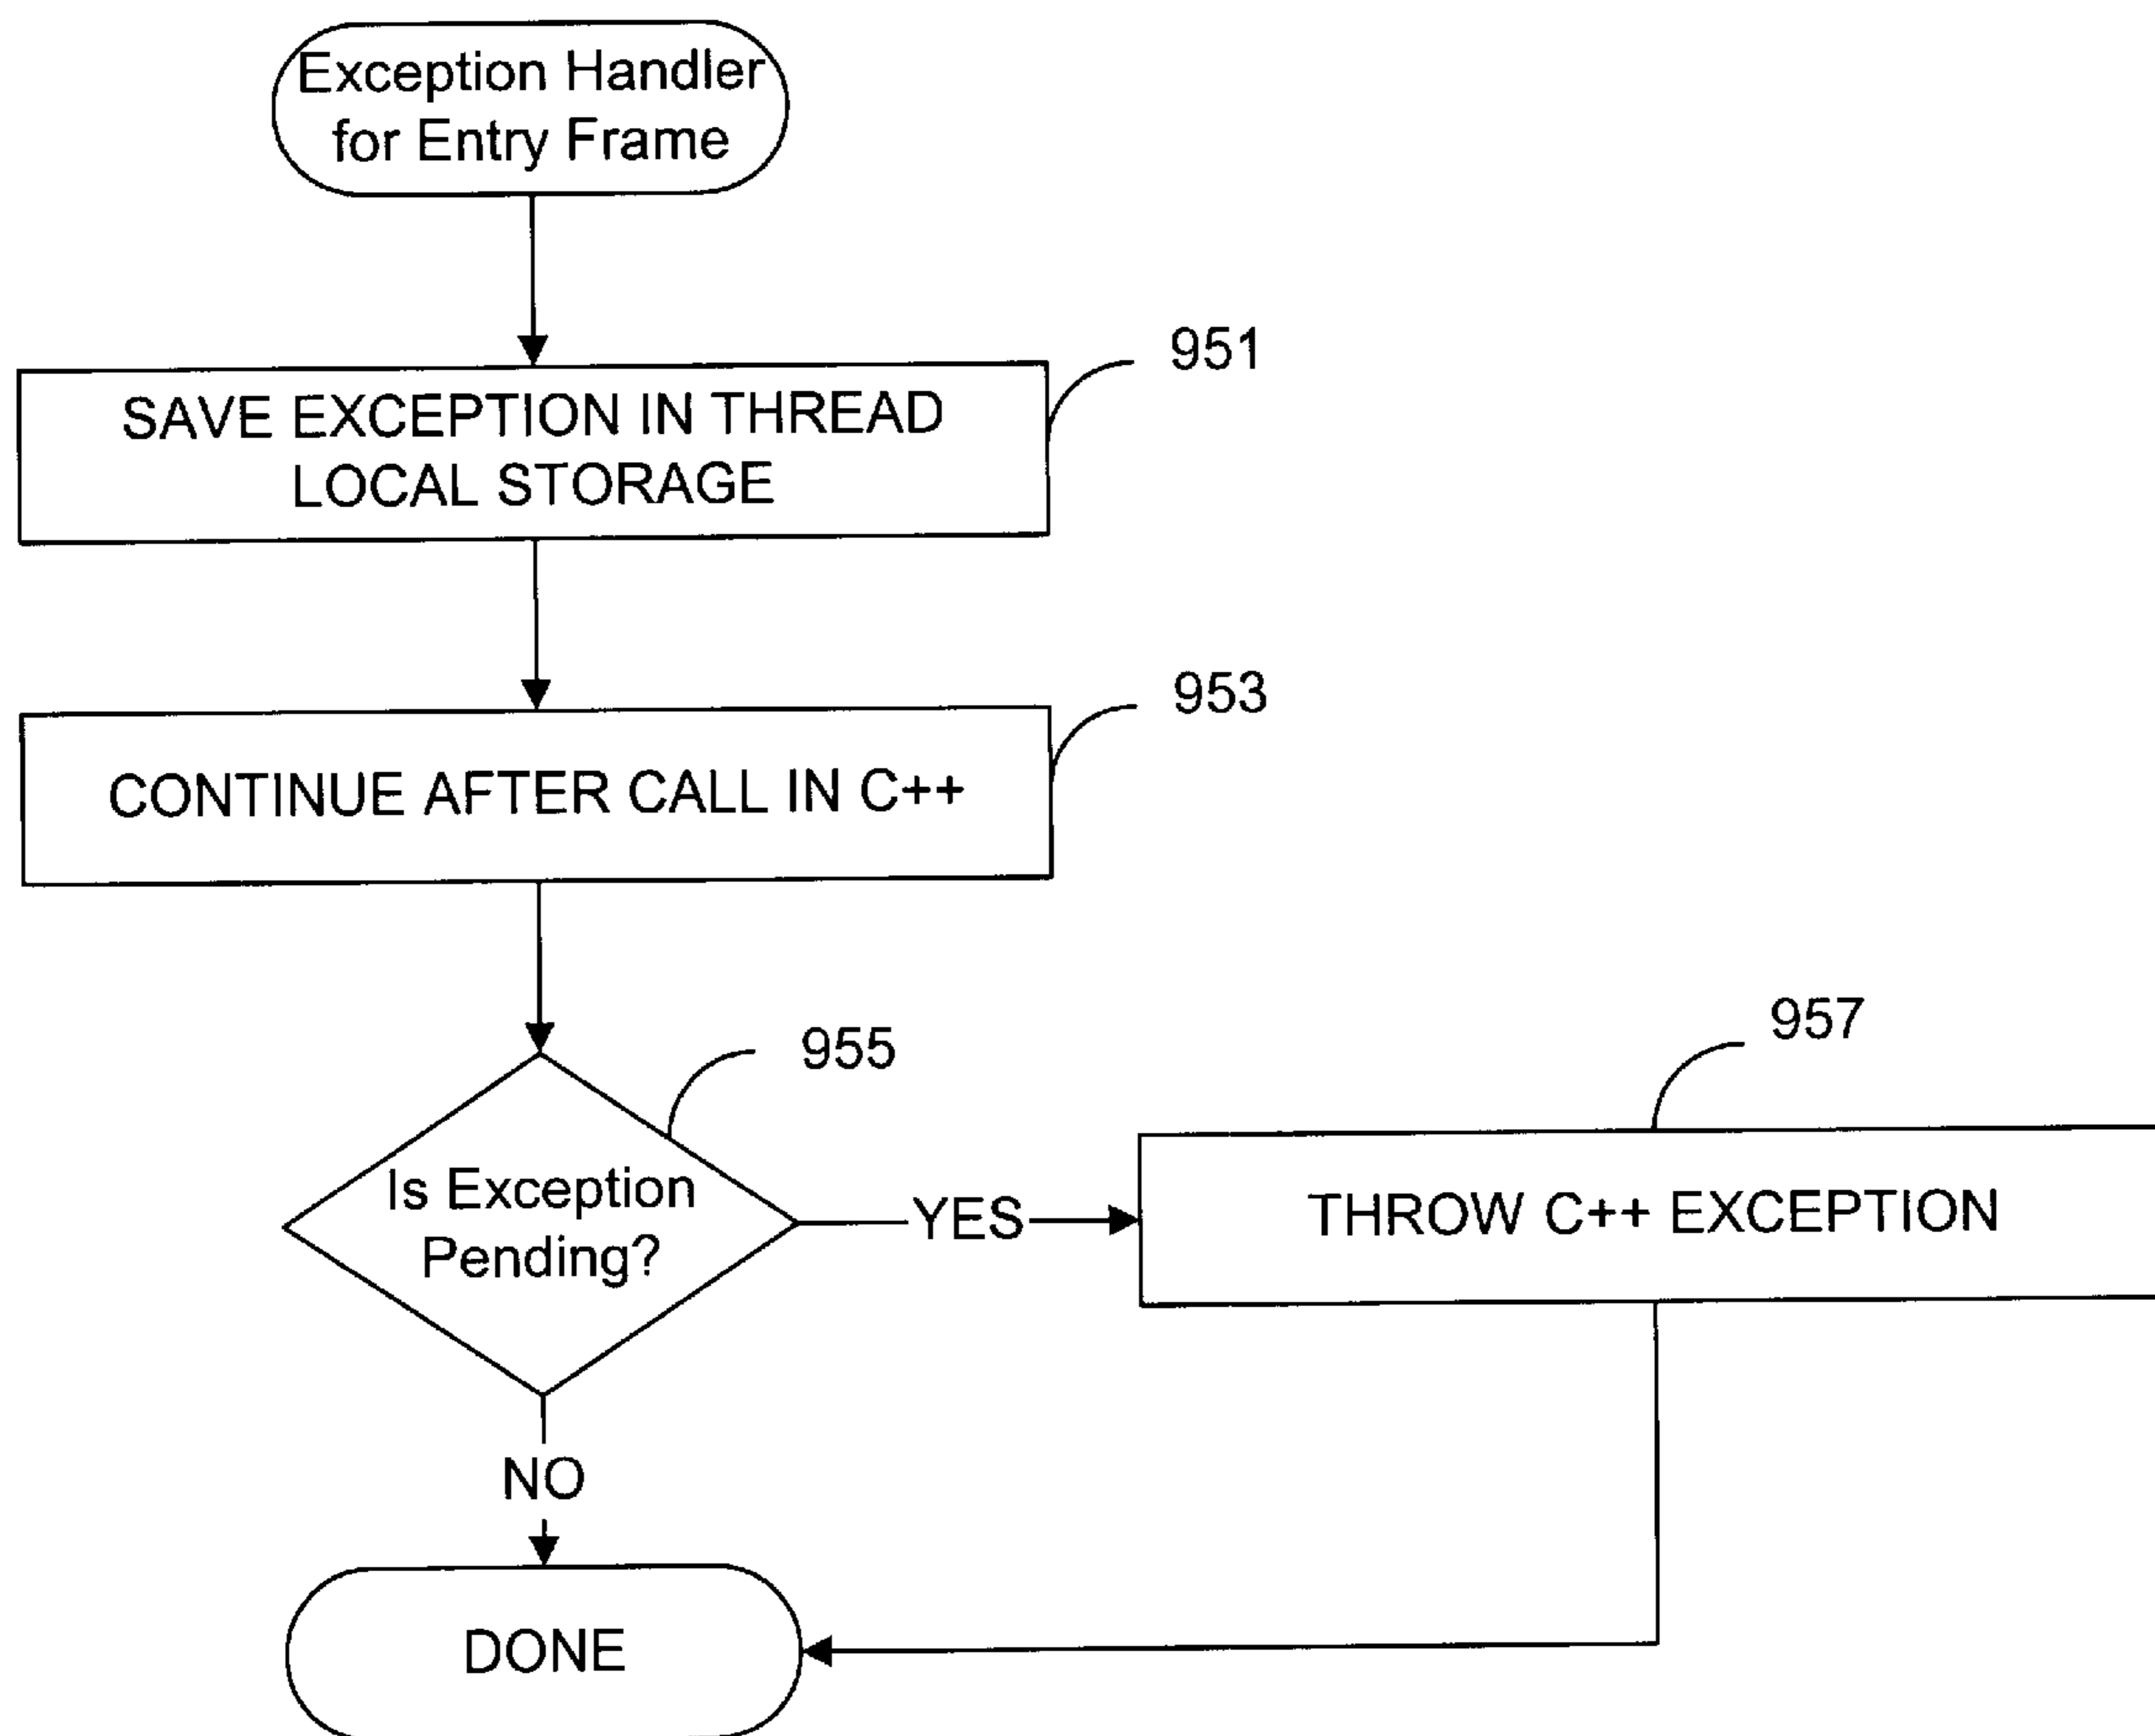 Exception Handler
for Entry Frame
951
SAVE EXCEPTION IN THREAD
LOCAL STORAGE
953
CONTINUE AFTER CALL IN C++
955
957
Is Exception
Pending?
YES
THROW C++ EXCEPTION
NO
DONE